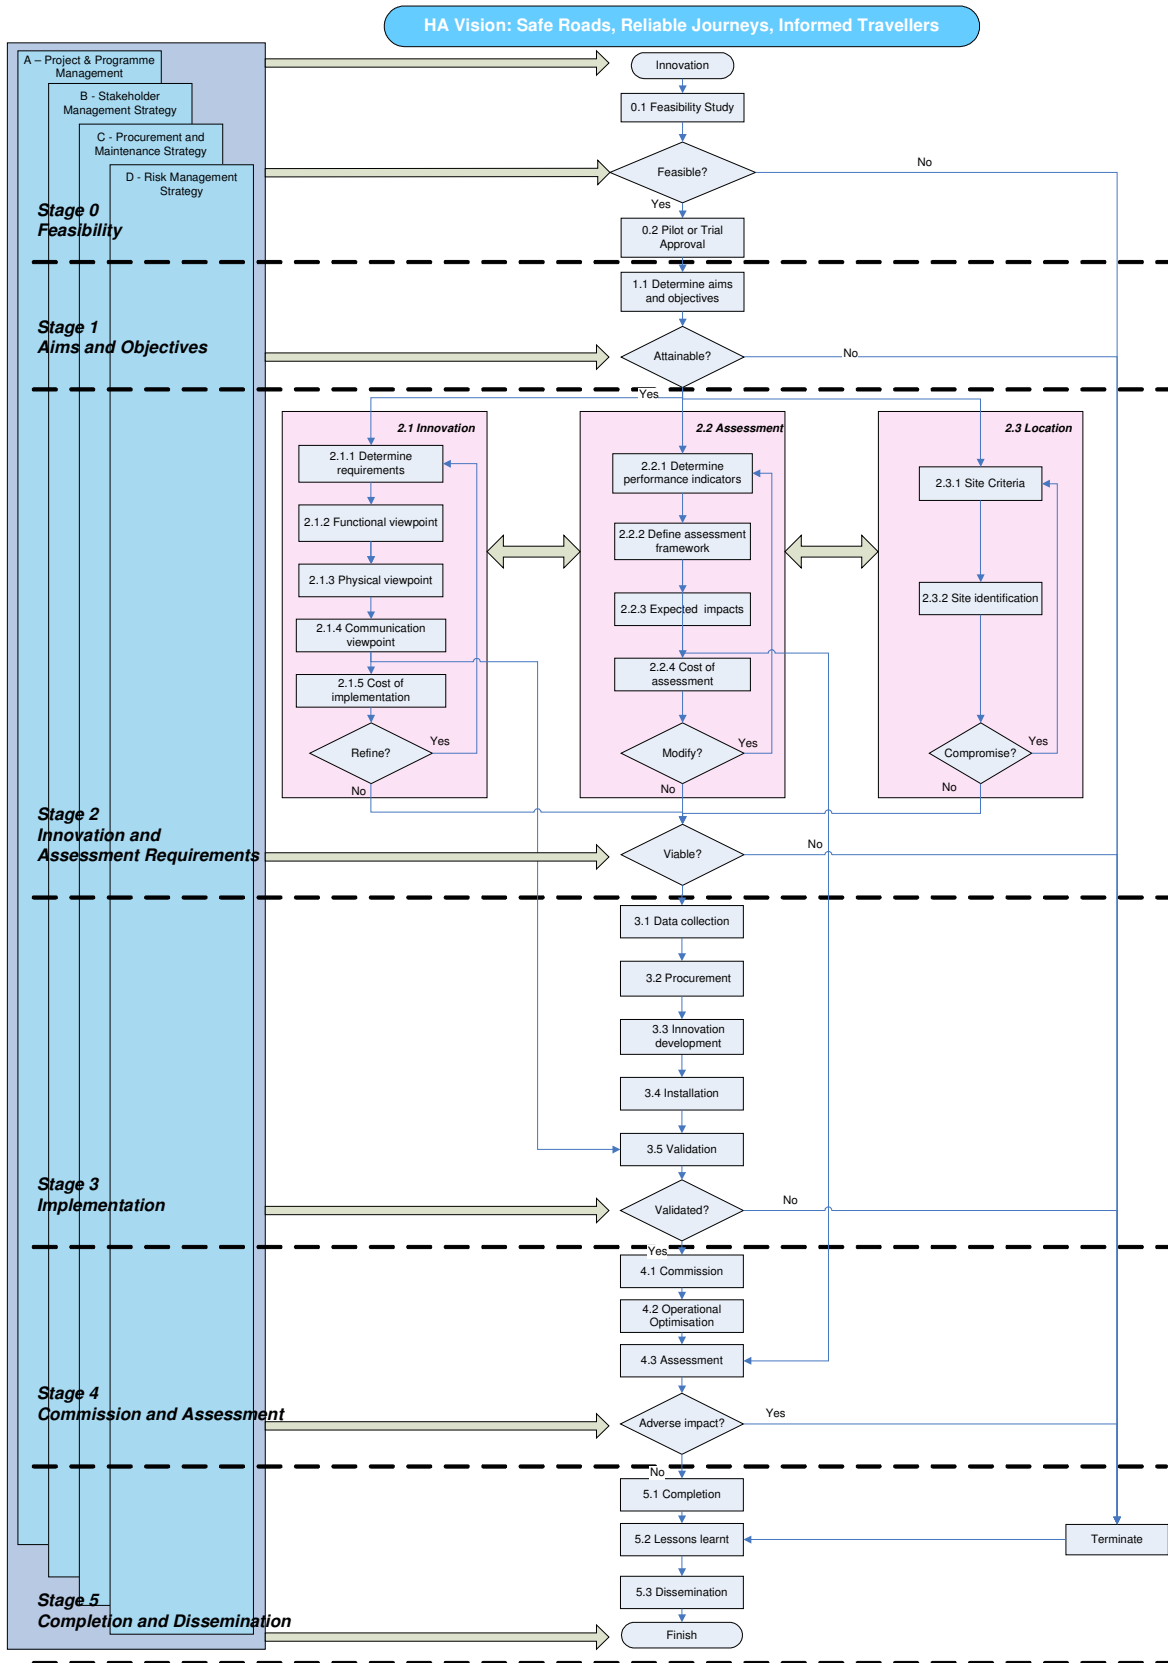 HA Vision: Safe Roads, Reliable Journeys, Informed Travellers
A – Project & Programme
Management
B - Stakeholder
Management Strategy
C - Procurement and
Maintenance Strategy
D - Risk Management
Strategy
Stage 0
Feasibility
Innovation
0.1 Feasibility Study
Feasible?
No
Yes
0.2 Pilot or Trial
Approval
Stage 1
Aims and Objectives
1.1 Determine aims
and objectives
Attainable?
No
Yes
2.1 Innovation
2.1.1 Determine
requirements
2.1.2 Functional viewpoint
2.1.3 Physical viewpoint
2.1.4 Communication
viewpoint
2.1.5 Cost of
implementation
Refine?
Yes
No
2.2 Assessment
2.2.1 Determine
performance indicators
2.2.2 Define assessment
framework
2.2.3 Expected impacts
2.2.4 Cost of
assessment
Modify?
Yes
No
2.3 Location
2.3.1 Site Criteria
2.3.2 Site identification
Compromise?
Yes
No
Stage 2
Innovation and
Assessment Requirements
Viable?
No
3.1 Data collection
3.2 Procurement
3.3 Innovation
development
3.4 Installation
3.5 Validation
Stage 3
Implementation
Validated?
No
Yes
4.1 Commission
4.2 Operational
Optimisation
4.3 Assessment
Stage 4
Commission and Assessment
Adverse impact?
Yes
No
5.1 Completion
5.2 Lessons learnt
Terminate
5.3 Dissemination
Stage 5
Completion and Dissemination
Finish